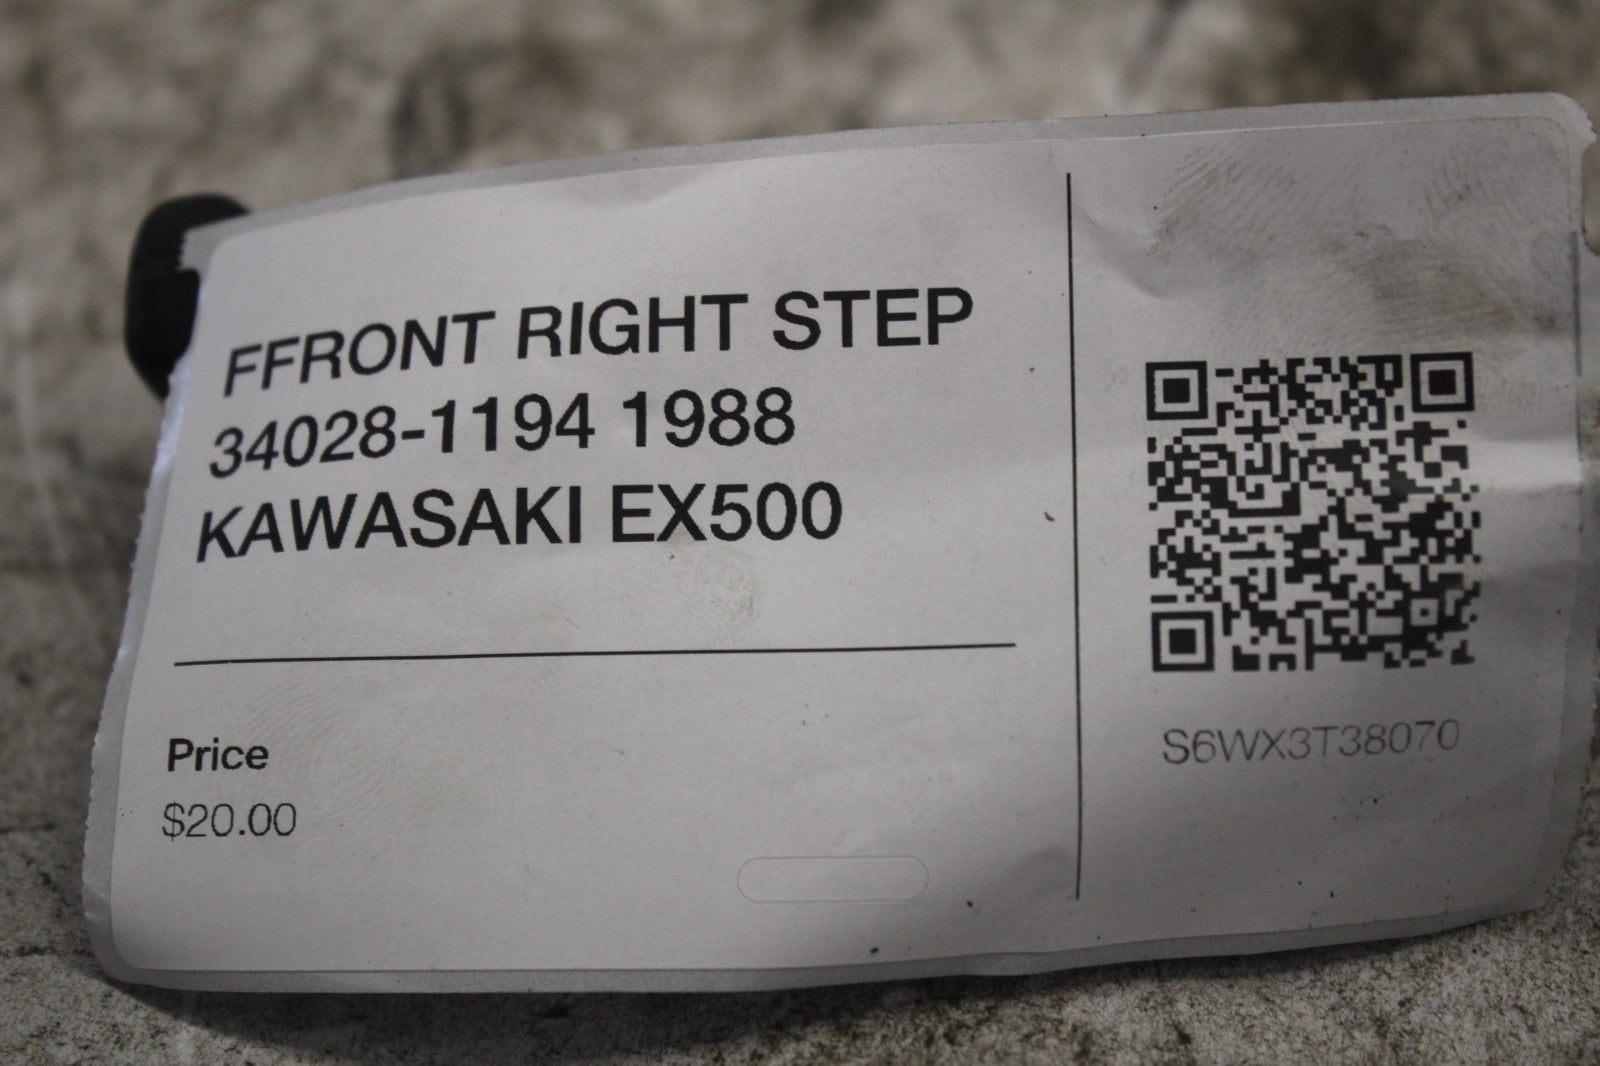 FFRONT RIGHT STEP
34028-1194 1988
KAWASAKI EX500
Price
$20.00
S6WX3T38070